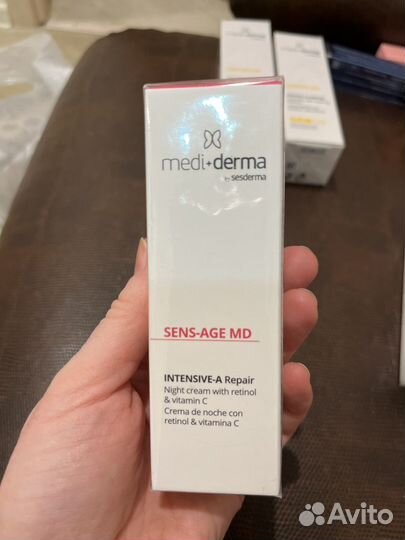 medi+derma
by sesderma
SENS-AGE MD
INTENSIVE-A Repair
Night cream with retinol
& vitamin C
Crema de noche con
retinol & vitamina C
Avito